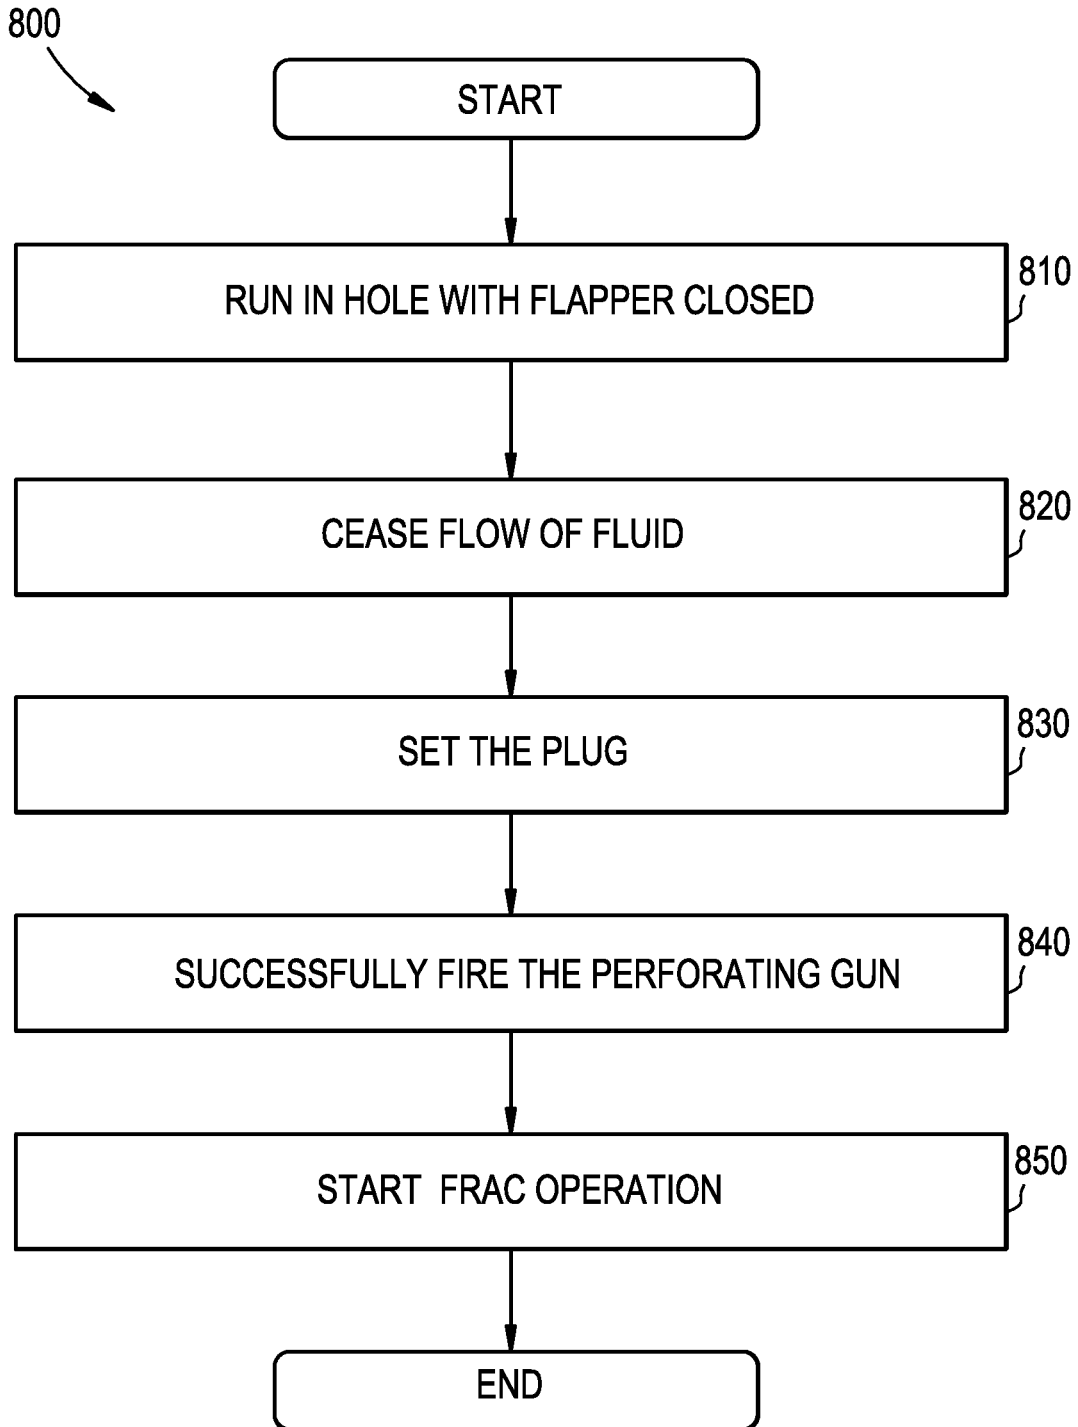 800
START
RUN IN HOLE WITH FLAPPER CLOSED
810
CEASE FLOW OF FLUID
820
SET THE PLUG
830
SUCCESSFULLY FIRE THE PERFORATING GUN
840
START FRAC OPERATION
850
END